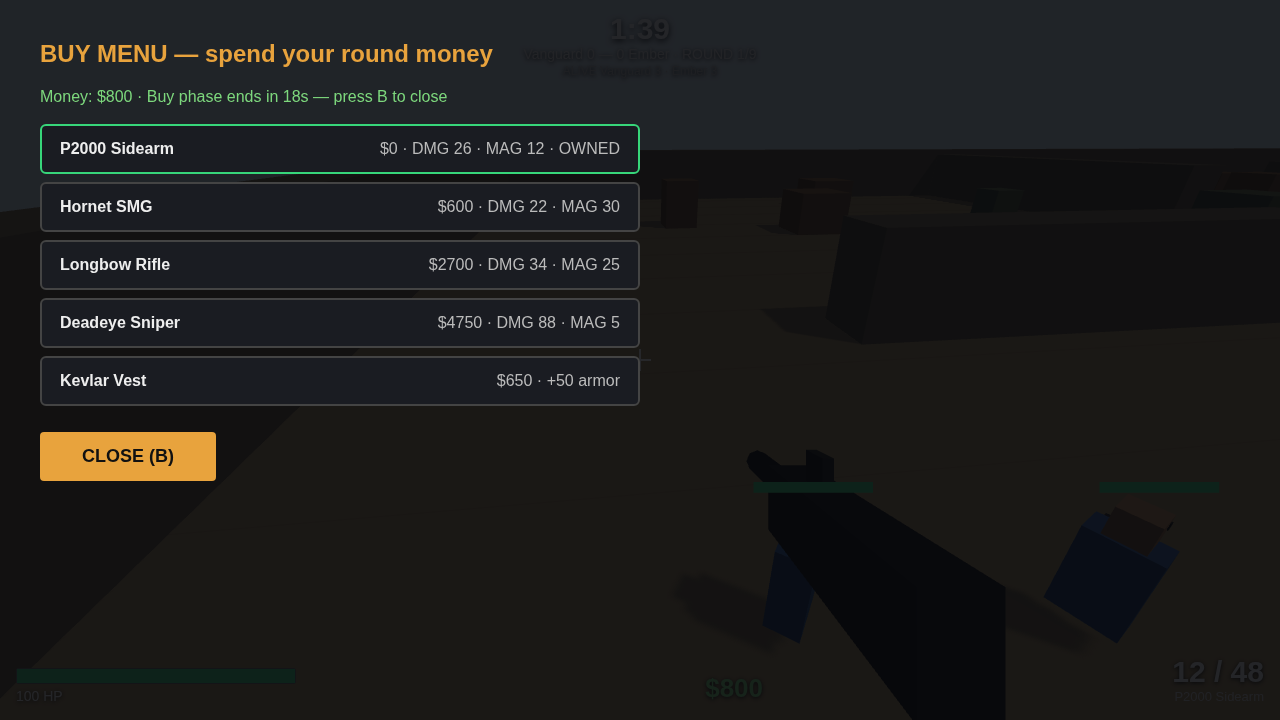 1:39
BUY MENU — spend your round money
ROUND
Money: $800 · Buy phase ends in 18s — press B to close
P2000 Sidearm $0 · DMG 26 · MAG 12 · OWNED
Hornet SMG $600 · DMG 22 · MAG 30
Longbow Rifle $2700 · DMG 34 · MAG 25
Deadeye Sniper $4750 · DMG 88 · MAG 5
Kevlar Vest $650 · +50 armor
CLOSE (B)
100 HP
$800
12 / 48
P2000 Sidearm